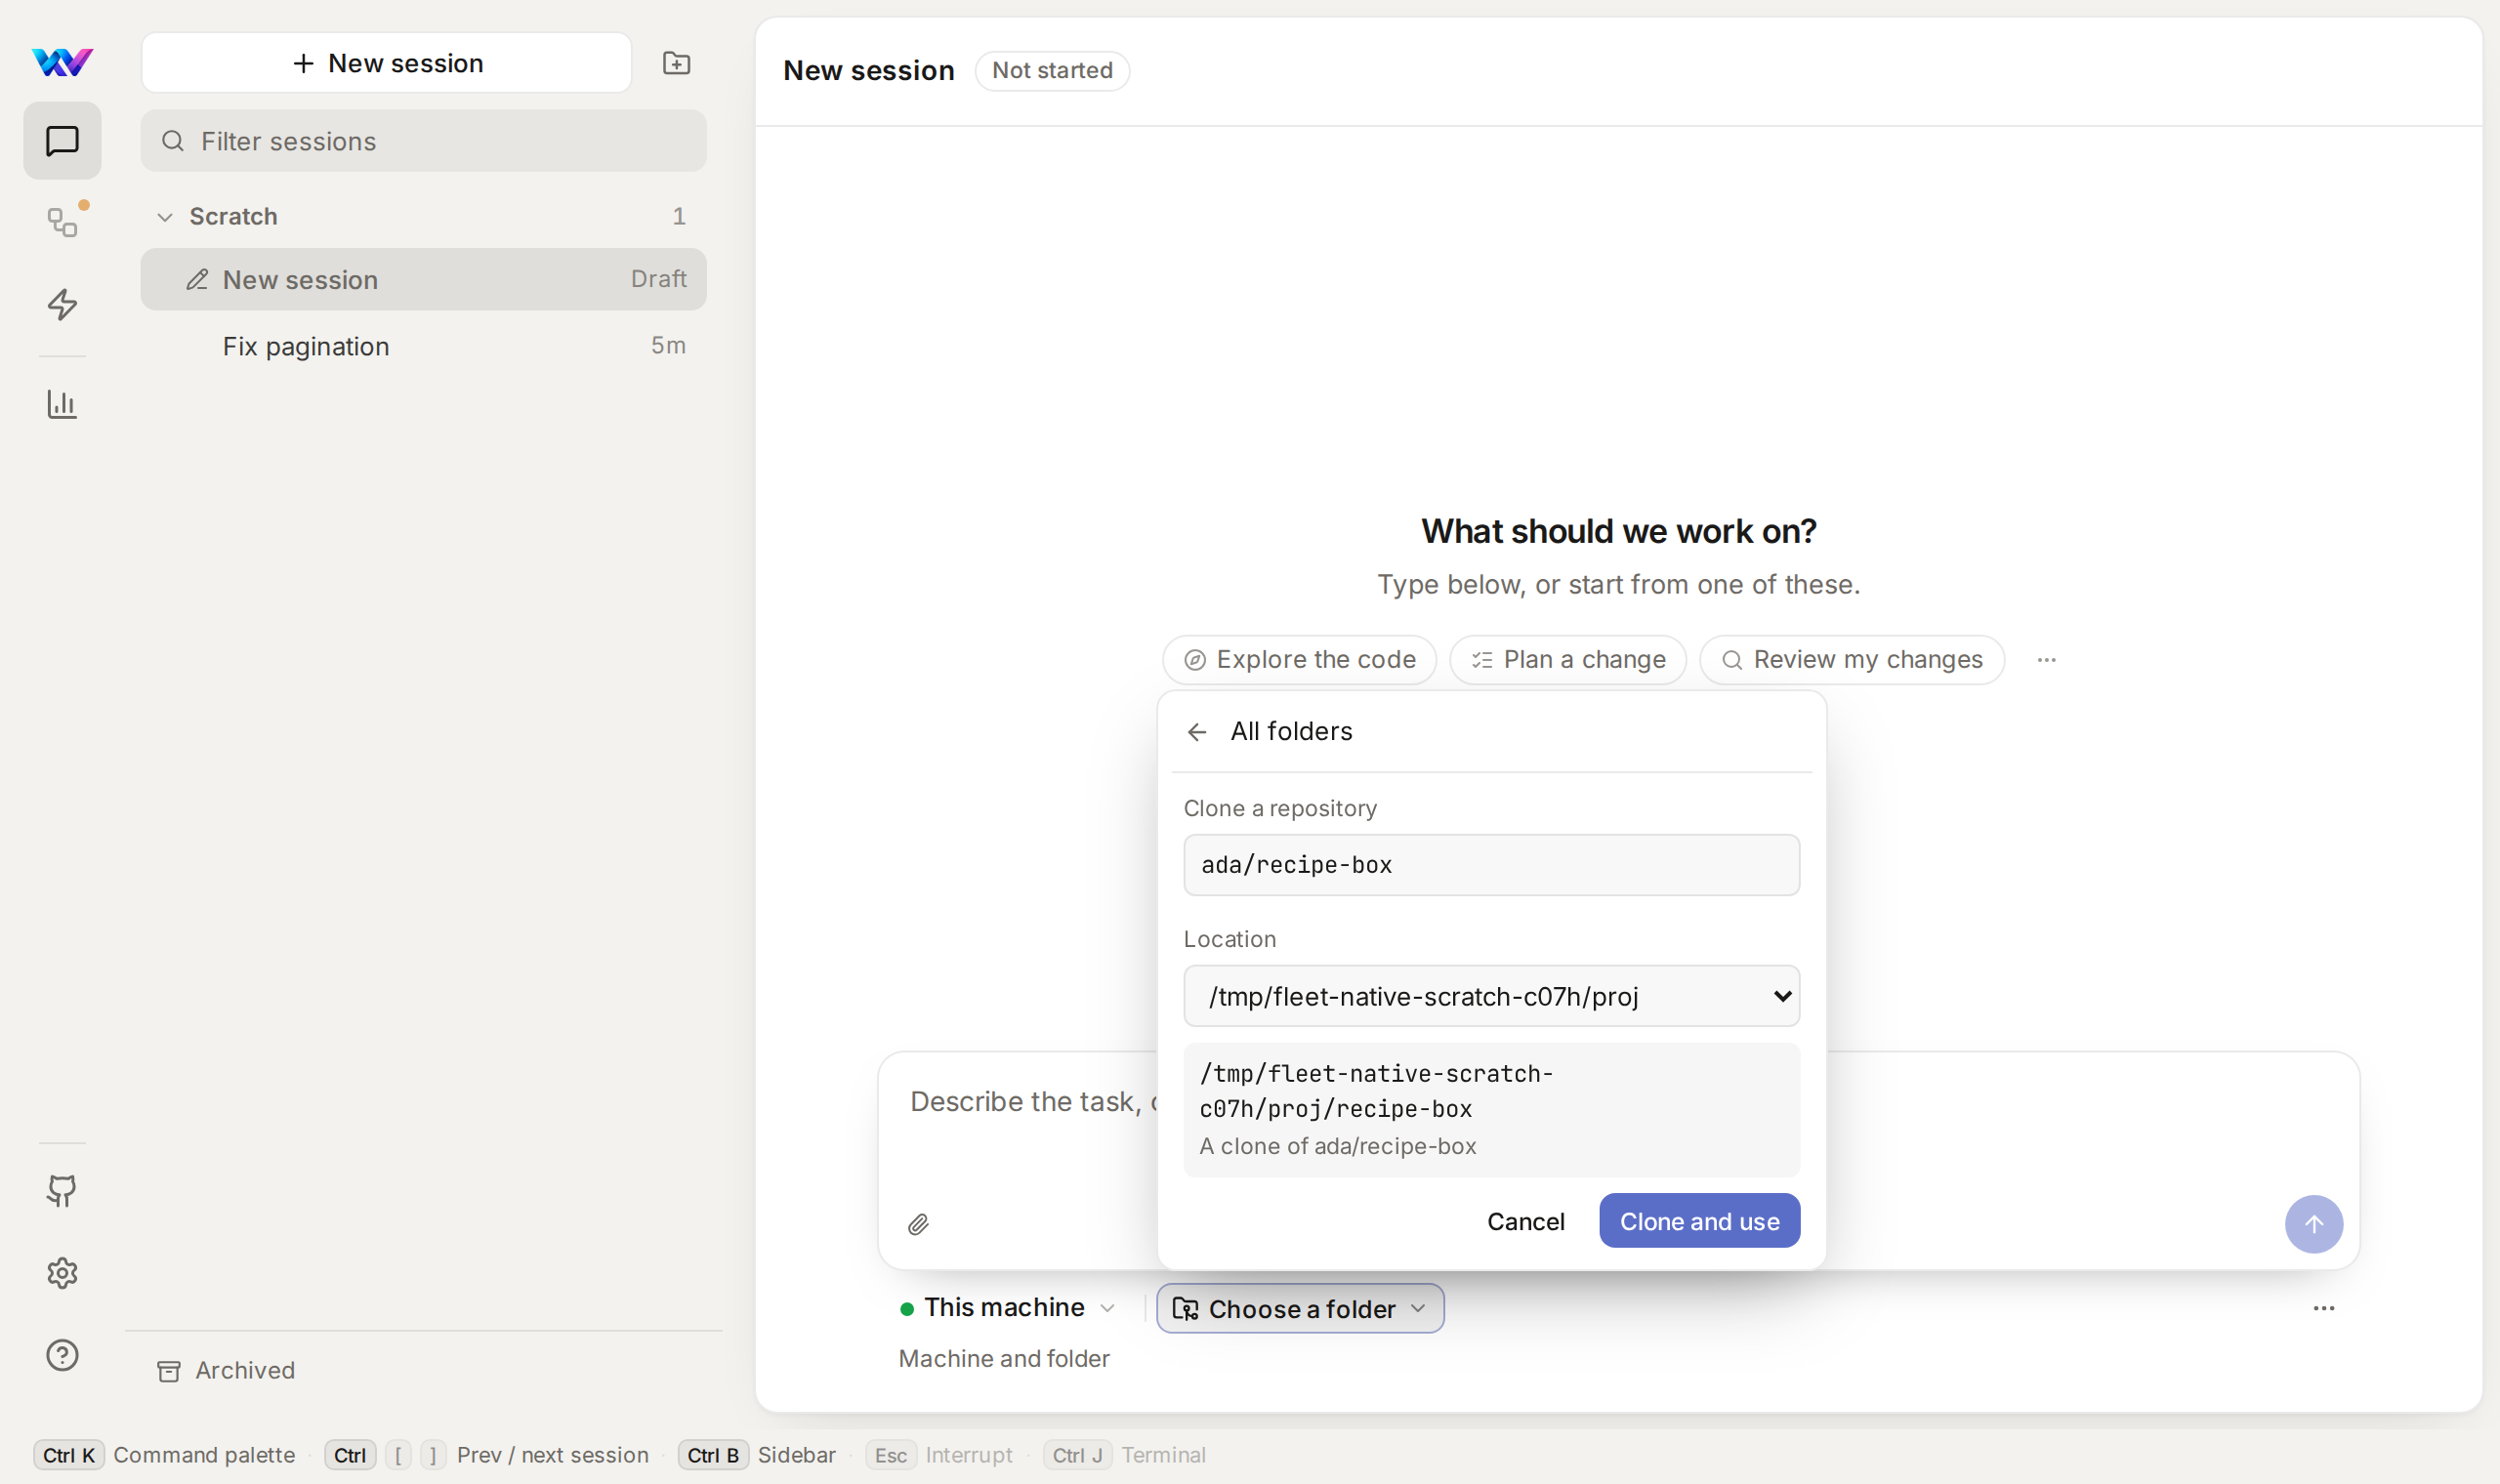 New session
Filter sessions
Scratch 1
New session Draft
Fix pagination 5m
Archived
New session Not started
What should we work on?
Type below, or start from one of these.
Explore the code Plan a change Review my changes
All folders
Clone a repository
ada/recipe-box
Location
/tmp/fleet-native-scratch-c07h/proj
/tmp/fleet-native-scratch-
c07h/proj/recipe-box
A clone of ada/recipe-box
Cancel Clone and use
Describe the task,
This machine Choose a folder
Machine and folder
Ctrl K Command palette · Ctrl [ ] Prev / next session · Ctrl B Sidebar · Esc Interrupt · Ctrl J Terminal